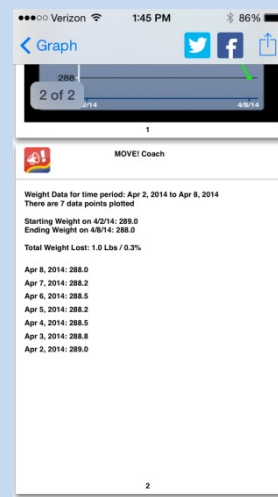 Verizon 1:45 PM 86%
Graph
288
2 of 2
2/14 4/8/14
1
MOVE! Coach
Weight Data for time period: Apr 2, 2014 to Apr 8, 2014
There are 7 data points plotted
Starting Weight on 4/2/14: 289.0
Ending Weight on 4/8/14: 288.0
Total Weight Lost: 1.0 Lbs / 0.3%
Apr 8, 2014: 288.0
Apr 7, 2014: 288.2
Apr 6, 2014: 288.5
Apr 5, 2014: 288.2
Apr 4, 2014: 288.5
Apr 3, 2014: 288.8
Apr 2, 2014: 289.0
2